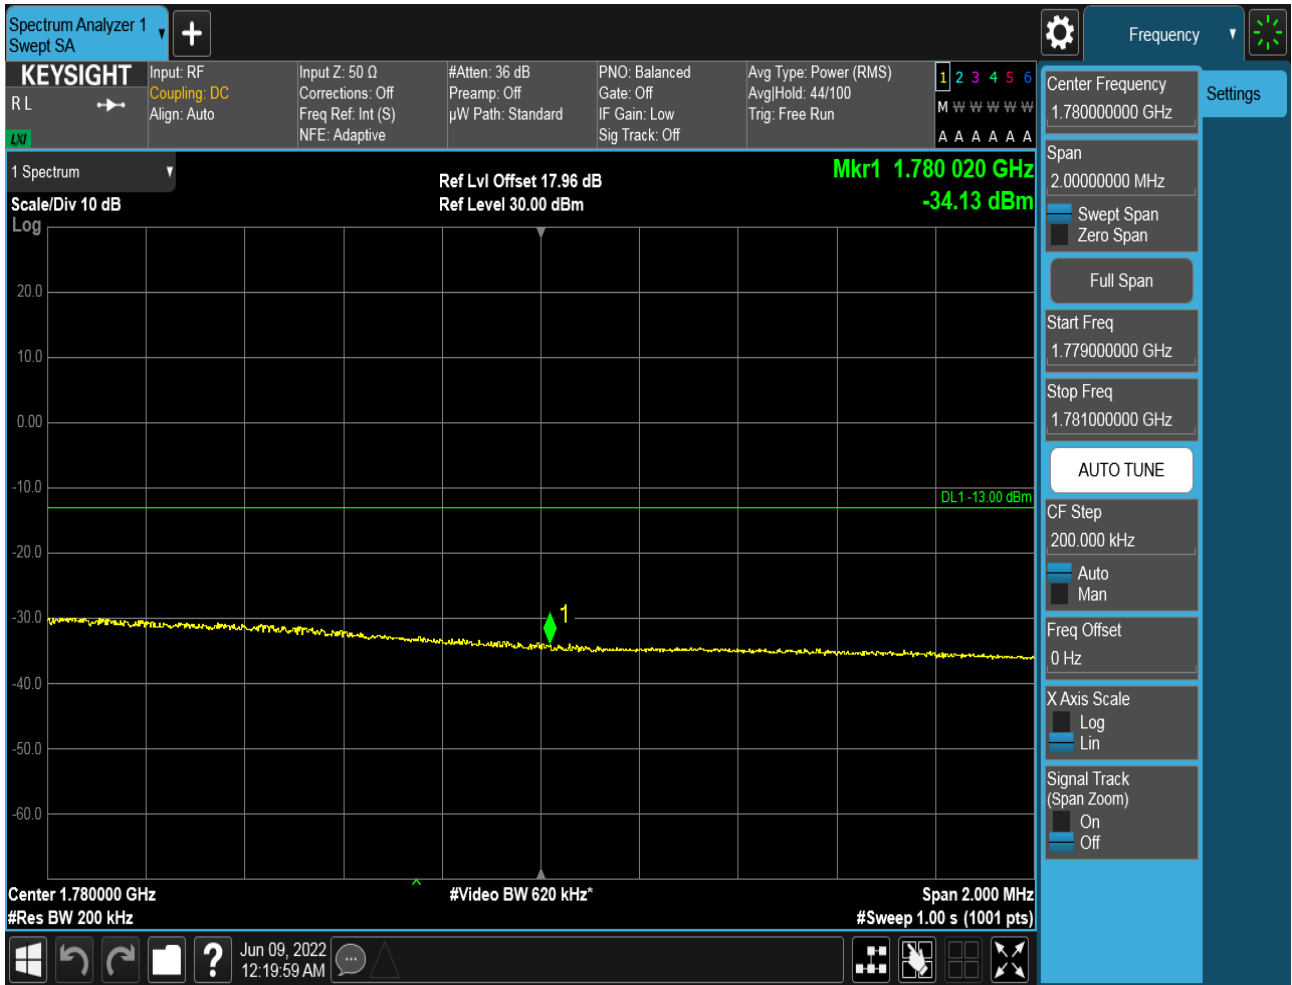 Spectrum Analyzer 1
Swept SA
Frequency
KEYSIGHT
R L
LXI
Input: RF
Coupling: DC
Align: Auto
Input Z: 50 Ω
Corrections: Off
Freq Ref: Int (S)
NFE: Adaptive
#Atten: 36 dB
Preamp: Off
µW Path: Standard
PNO: Balanced
Gate: Off
IF Gain: Low
Sig Track: Off
Avg Type: Power (RMS)
Avg|Hold: 44/100
Trig: Free Run
1 2 3 4 5 6
M W W W W W
A A A A A A
1 Spectrum
Scale/Div 10 dB
Log
Ref Lvl Offset 17.96 dB
Ref Level 30.00 dBm
Mkr1 1.780 020 GHz
-34.13 dBm
20.0
10.0
0.00
-10.0
DL1 -13.00 dBm
-20.0
1
-30.0
-40.0
-50.0
-60.0
Center 1.780000 GHz
#Video BW 620 kHz*
Span 2.000 MHz
#Res BW 200 kHz
#Sweep 1.00 s (1001 pts)
Jun 09, 2022
12:19:59 AM
Center Frequency
1.780000000 GHz
Settings
Span
2.00000000 MHz
Swept Span
Zero Span
Full Span
Start Freq
1.779000000 GHz
Stop Freq
1.781000000 GHz
AUTO TUNE
CF Step
200.000 kHz
Auto
Man
Freq Offset
0 Hz
X Axis Scale
Log
Lin
Signal Track
(Span Zoom)
On
Off